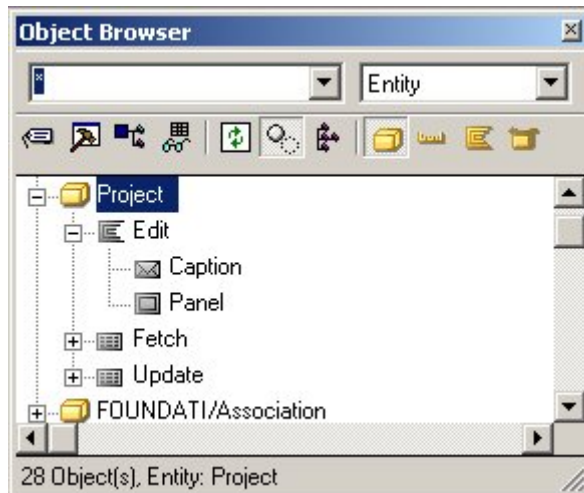 Object Browser
* Entity
Project
Edit
Caption
Panel
Fetch
Update
FOUNDATI/Association
28 Object(s), Entity: Project